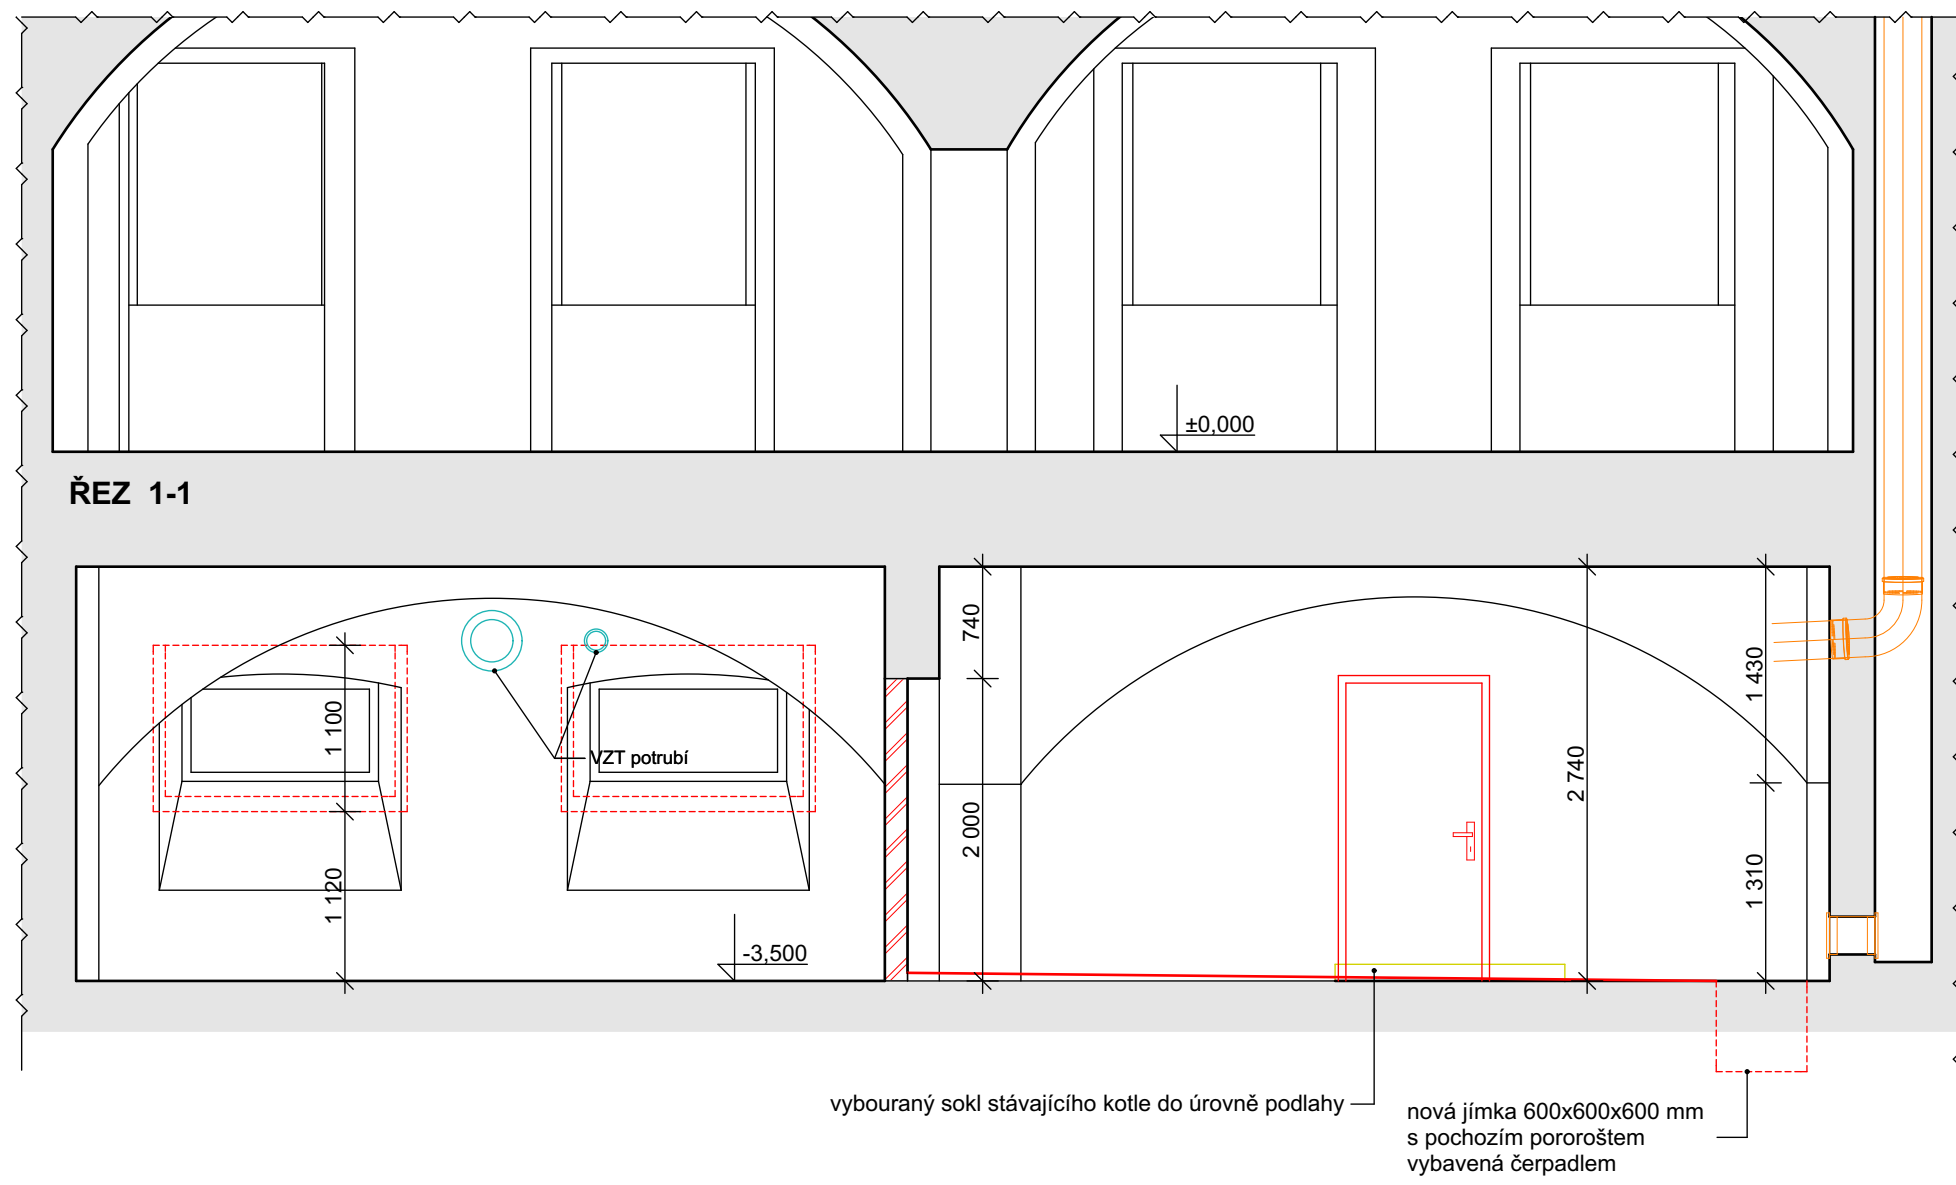 ±0,000
ŘEZ 1-1
740
1 430
1 100
VZT potrubí
2 740
2 000
1 120
1 310
-3,500
vybouraný sokl stávajícího kotle do úrovně podlahy
nová jímka 600x600x600 mm
s pochozím pororoštem
vybavená čerpadlem